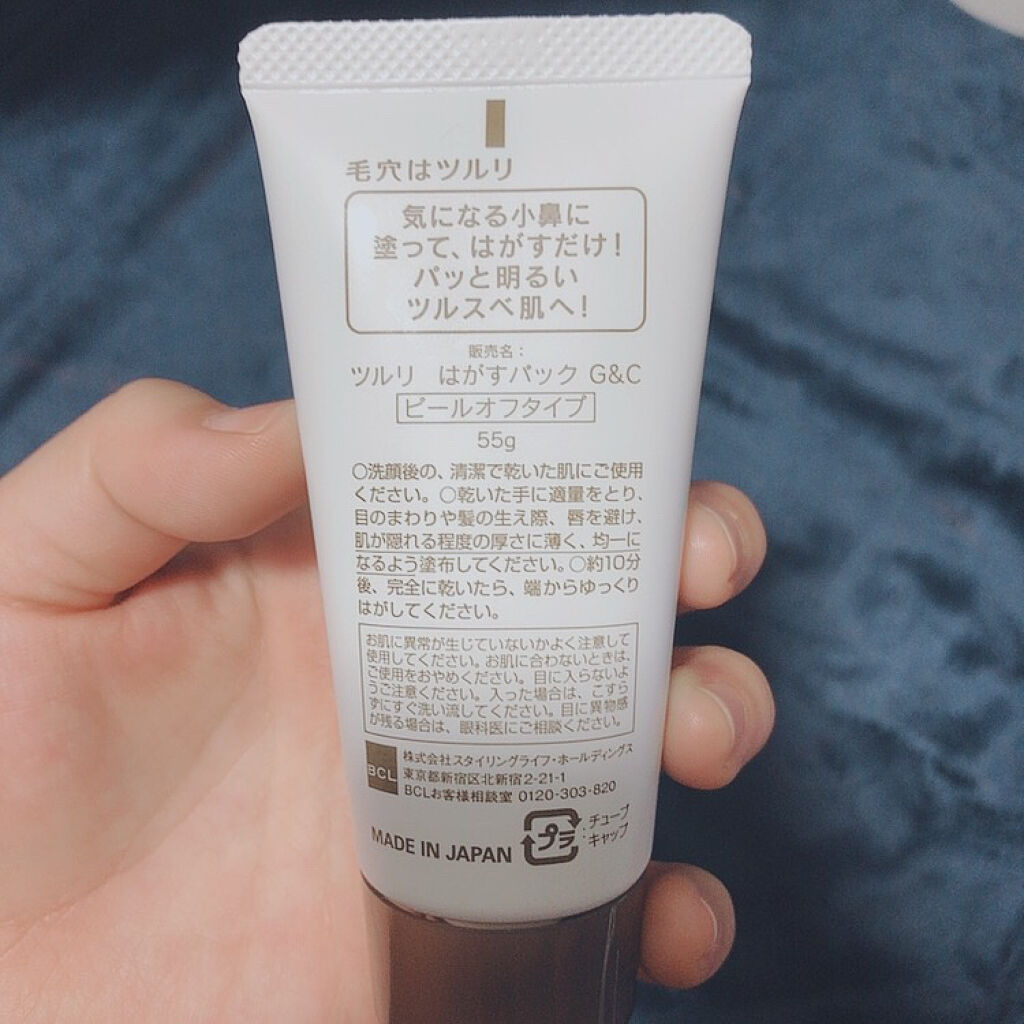 毛穴はツルリ
気になる小鼻に
塗って、はがすだけ!
パッと明るい
ツルスベ肌へ!
販売名:
ツルリ はがすパック G&C
ピールオフタイプ
55g
○洗顔後の、清潔で乾いた肌にご使用
ください。○乾いた手に適量をとり、
目のまわりや髪の生え際、唇を避け、
肌が隠れる程度の厚さに薄く、均一に
なるよう塗布してください。○約10分
後、完全に乾いたら、端からゆっくり
はがしてください。
お肌に異常が生じていないかよく注意して
使用してください。お肌に合わないときは、
ご使用をおやめください。目に入らないよ
うご注意ください。入った場合は、こすら
ずにすぐ洗い流してください。目に異物感
が残る場合は、眼科医にご相談ください。
BCL
株式会社スタイリングライフ・ホールディングス
東京都新宿区北新宿2-21-1
BCLお客様相談室 0120-303-820
MADE IN JAPAN
プラ
:チューブ
:キャップ